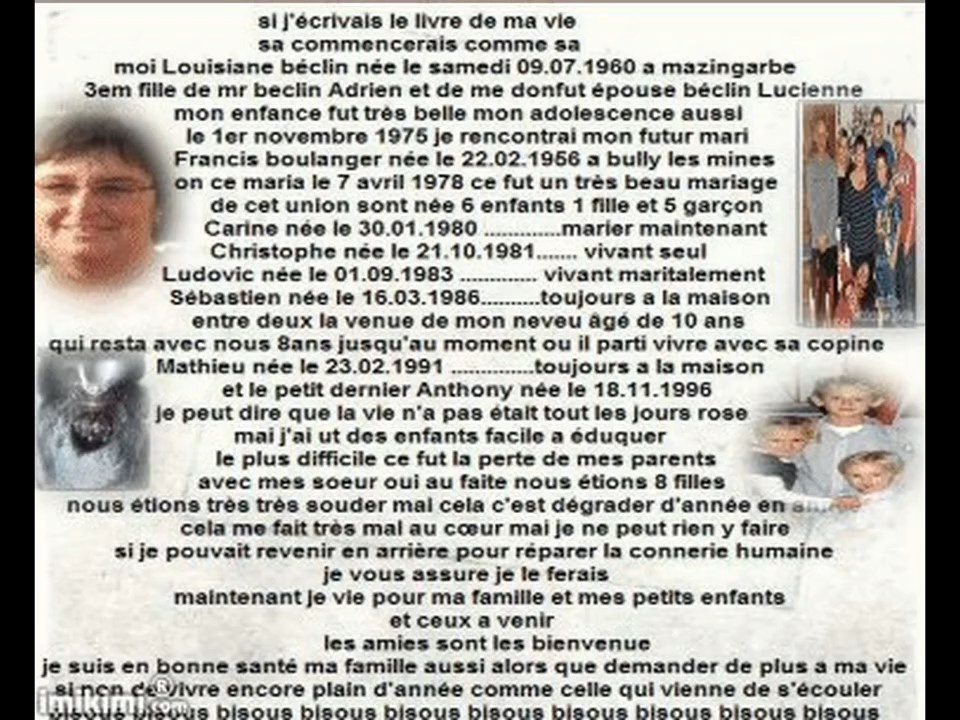 si j'écrivais le livre de ma vie
sa commencerais comme sa
moi Louisiane béclin née le samedi 09.07.1960 a mazingarbe
3em fille de mr beclin Adrien et de me donfut épouse béclin Lucienne
mon enfance fut très belle mon adolescence aussi
le 1er novembre 1975 je rencontrai mon futur mari
Francis boulanger née le 22.02.1956 a bully les mines
on ce maria le 7 avril 1978 ce fut un très beau mariage
de cet union sont née 6 enfants 1 fille et 5 garçon
Carine née le 30.01.1980 .............marier maintenant
Christophe née le 21.10.1981....... vivant seul
Ludovic née le 01.09.1983 ............. vivant maritalement
Sébastien née le 16.03.1986..........toujours a la maison
entre deux la venue de mon neveu âgé de 10 ans
qui resta avec nous 8ans jusqu'au moment ou il parti vivre avec sa copine
Mathieu née le 23.02.1991 ..............toujours a la maison
et le petit dernier Anthony née le 18.11.1996
je peut dire que la vie n'a pas était tout les jours rose
mai j'ai ut des enfants facile a éduquer
le plus difficile ce fut la perte de mes parents
avec mes soeur oui au faite nous étions 8 filles
nous étions très très souder mai cela c'est dégrader d'année en année
cela me fait très mal au cœur mai je ne peut rien y faire
si je pouvait revenir en arrière pour réparer la connerie humaine
je vous assure je le ferais
maintenant je vie pour ma famille et mes petits enfants
et ceux a venir
les amies sont les bienvenue
je suis en bonne santé ma famille aussi alors que demander de plus a ma vie
si non de vivre encore plain d'année comme celle qui vienne de s'écouler
bisous bisous bisous bisous bisous bisous bisous bisous bisous bisous
imikimi.com